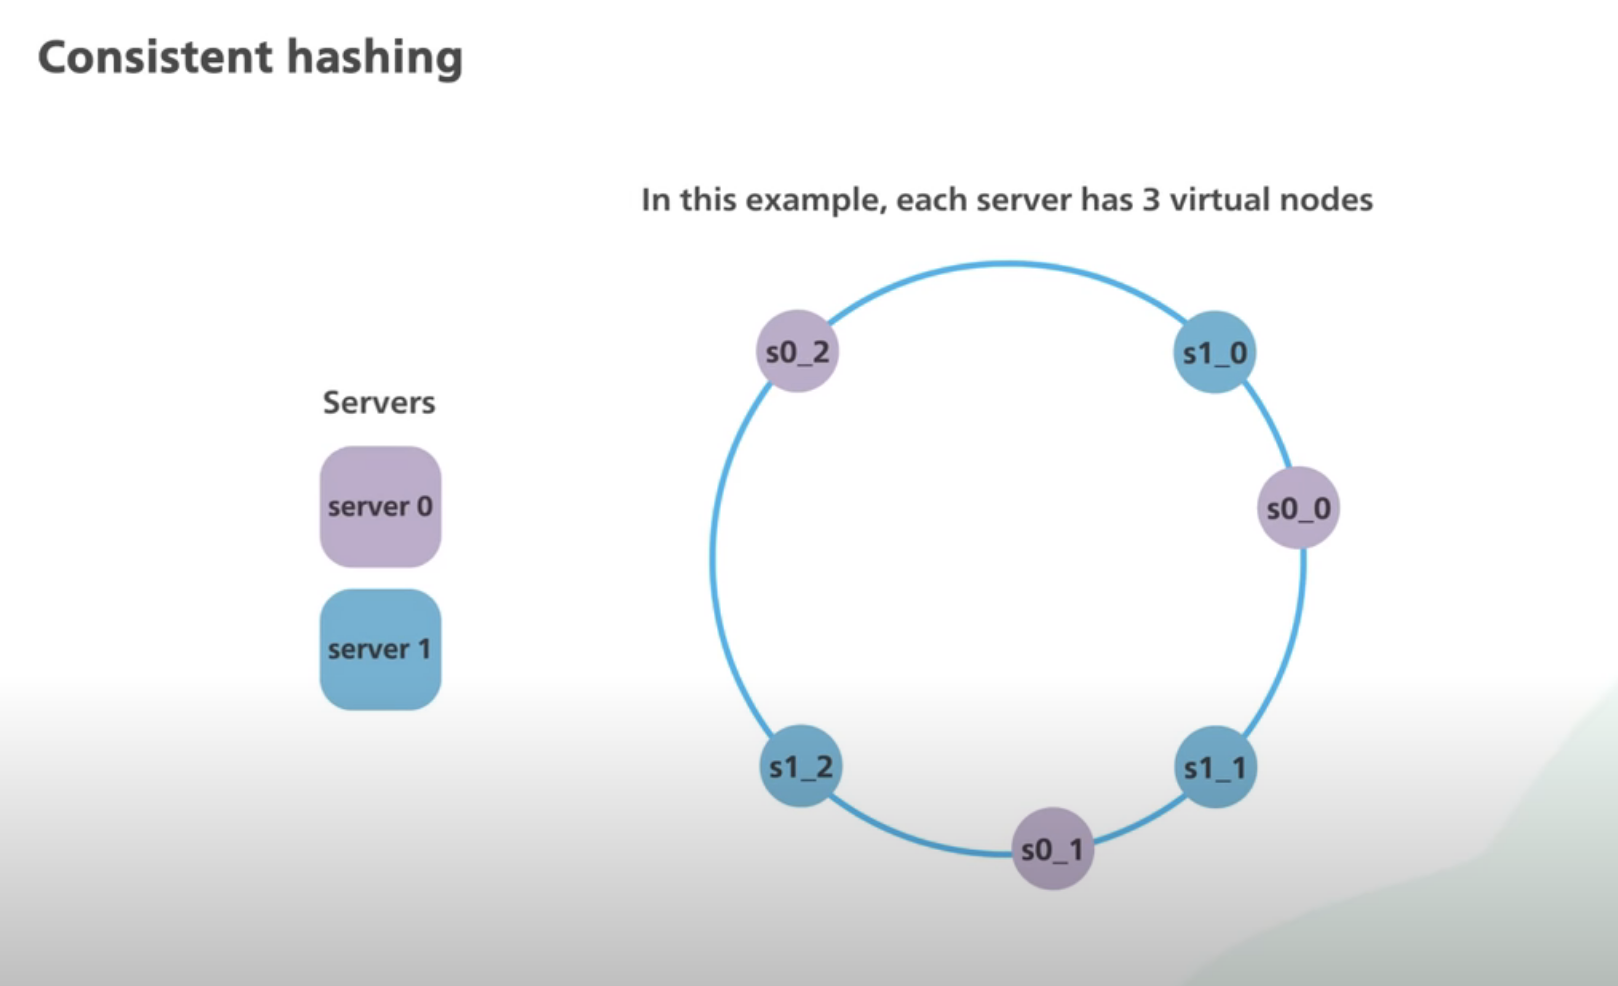 Consistent hashing
In this example, each server has 3 virtual nodes
s0_2
s1_0
Servers
server 0
s0_0
server 1
s1_2
s1_1
s0_1